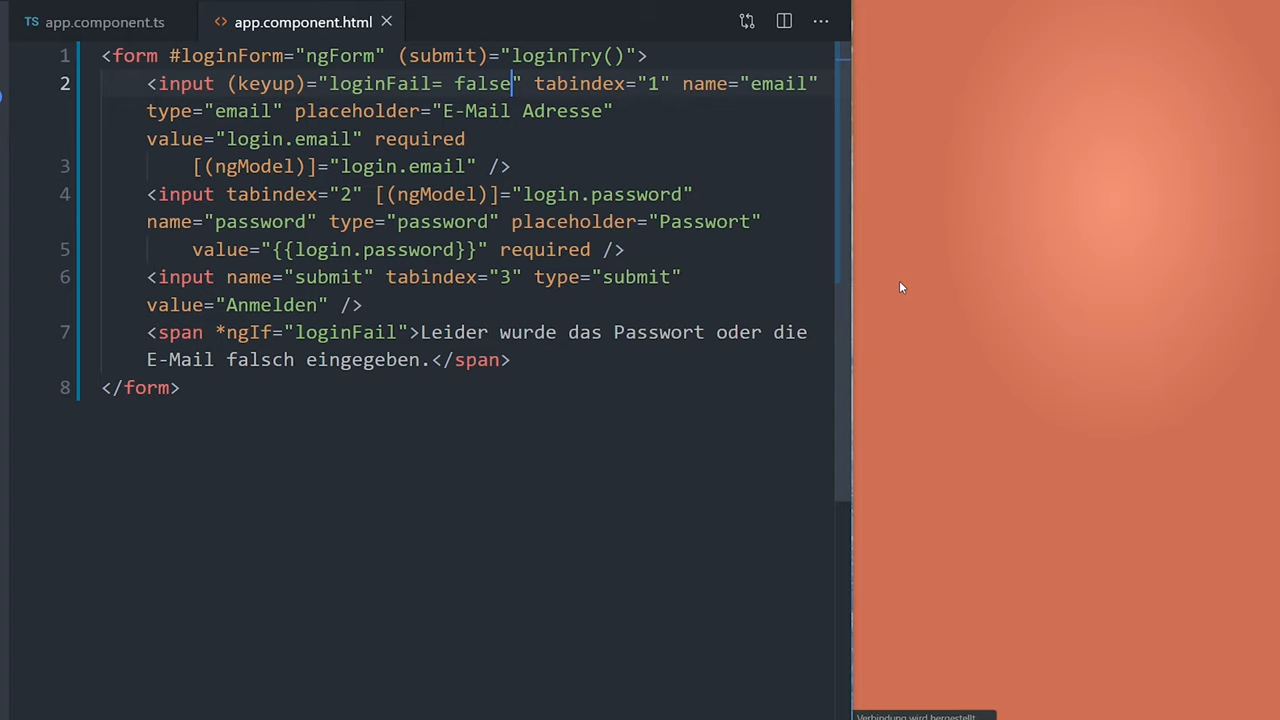 TS app.component.ts
<> app.component.html
1 <form #loginForm="ngForm" (submit)="loginTry()">
2 <input (keyup)="loginFail= false" tabindex="1" name="email"
type="email" placeholder="E-Mail Adresse"
value="login.email" required
3 [(ngModel)]="login.email" />
4 <input tabindex="2" [(ngModel)]="login.password"
name="password" type="password" placeholder="Passwort"
5 value="{{login.password}}" required />
6 <input name="submit" tabindex="3" type="submit"
value="Anmelden" />
7 <span *ngIf="loginFail">Leider wurde das Passwort oder die
E-Mail falsch eingegeben.</span>
8 </form>
Verbindung wird hergestellt